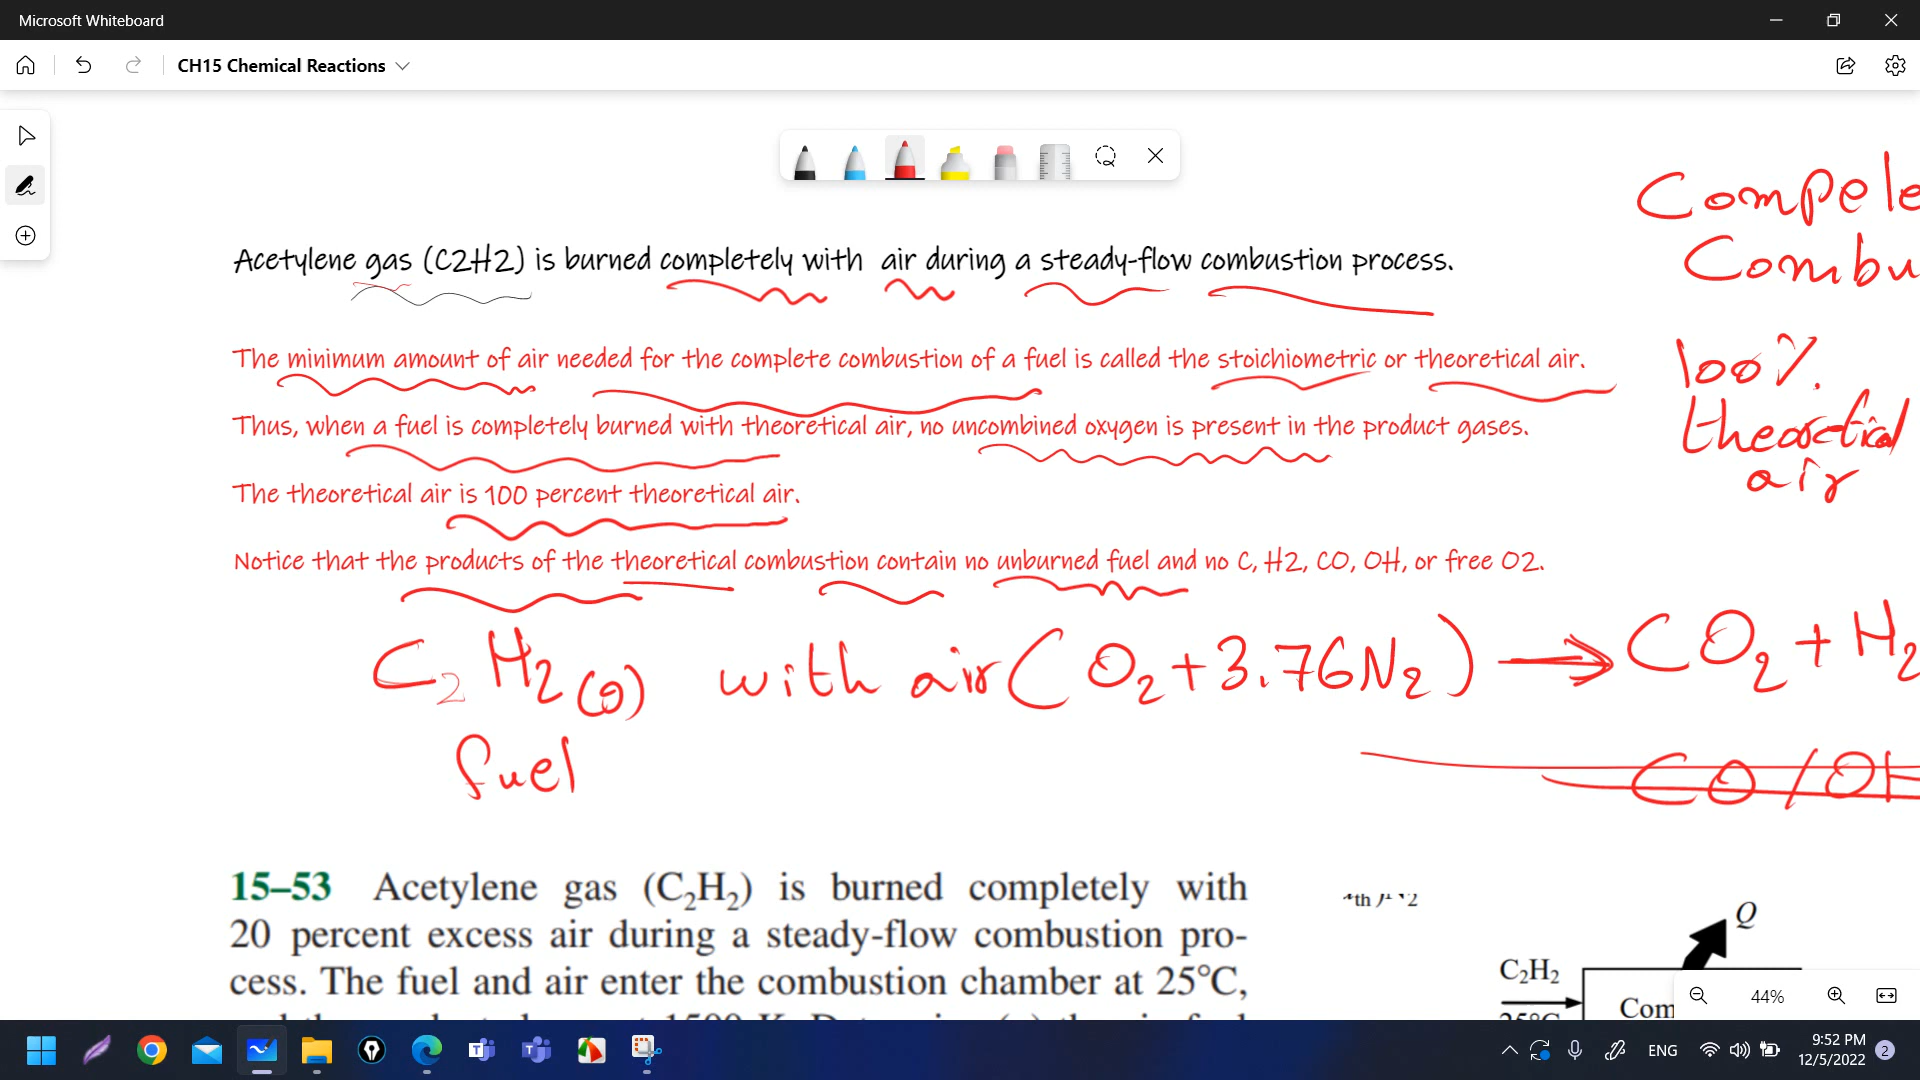 Microsoft Whiteboard
CH15 Chemical Reactions
Compele
Combu
Acetylene gas (C2H2) is burned completely with air during a steady-flow combustion process.
The minimum amount of air needed for the complete combustion of a fuel is called the stoichiometric or theoretical air.
100%
Thus, when a fuel is completely burned with theoretical air, no uncombined oxygen is present in the product gases.
theoretical
air
The theoretical air is 100 percent theoretical air.
Notice that the products of the theoretical combustion contain no unburned fuel and no C, H2, CO, OH, or free O2.
C₂H₂(g) with air (O₂+3.76N₂) → CO₂ + H₂
fuel
CO/OH
15–53 Acetylene gas (C₂H₂) is burned completely with
20 percent excess air during a steady-flow combustion pro-
cess. The fuel and air enter the combustion chamber at 25°C,
Q
C₂H₂
25°C
Com
44%
ENG
9:52 PM
12/5/2022
2